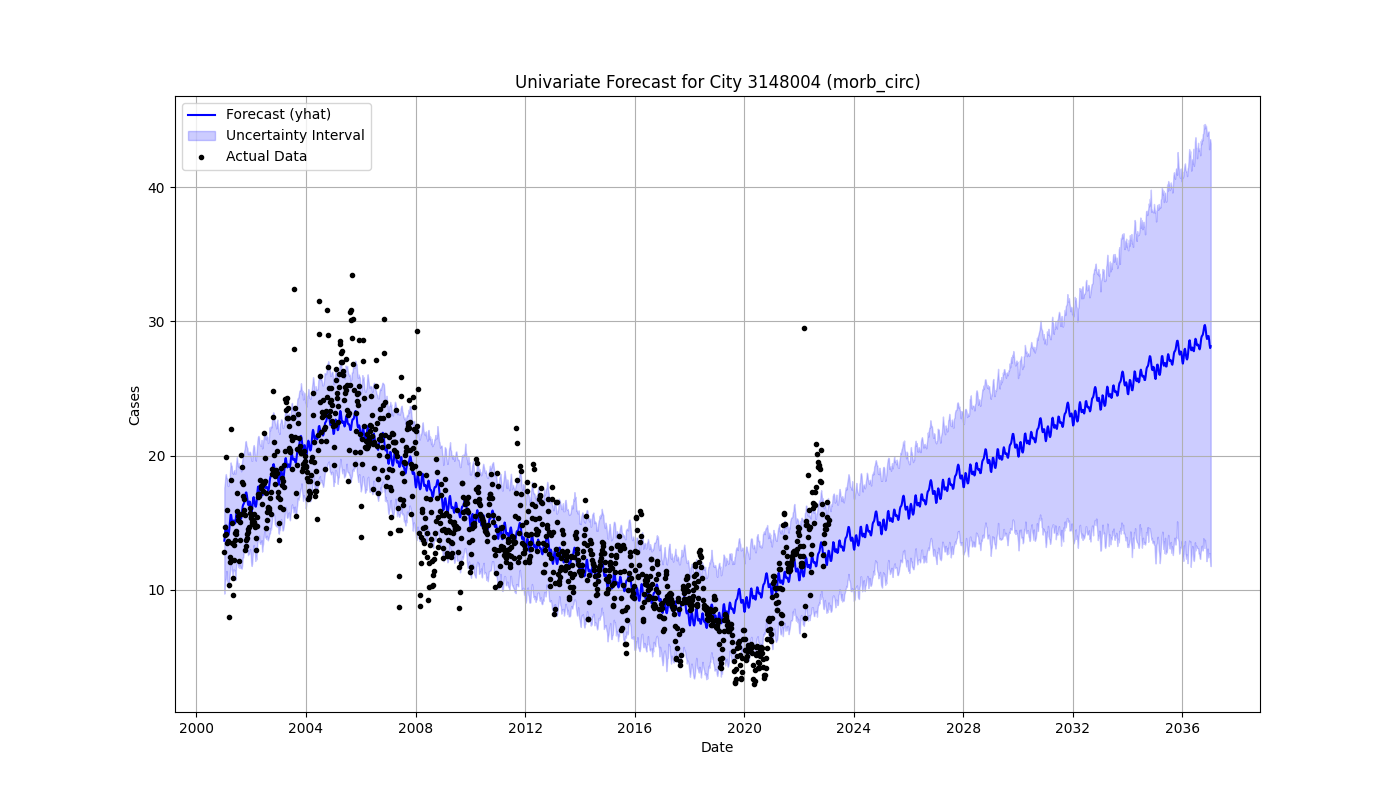 Univariate Forecast for City 3148004 (morb_circ)
Forecast (yhat)
Uncertainty Interval
Actual Data
40
30
20
10
Cases
2000 2004 2008 2012 2016 2020 2024 2028 2032 2036
Date